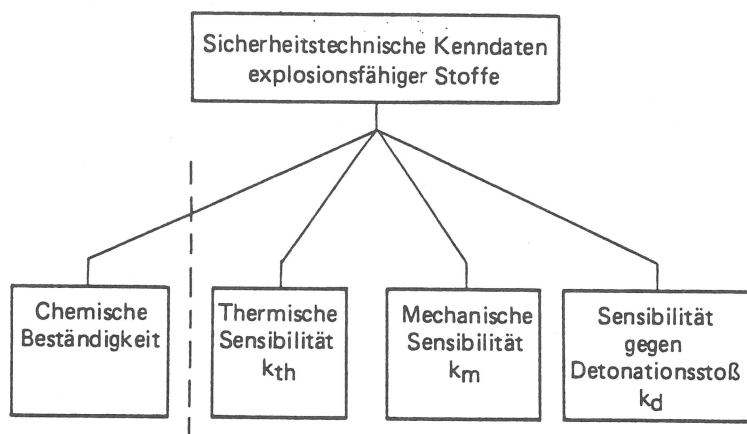 Sicherheitstechnische Kenndaten
explosionsfähiger Stoffe
Chemische
Beständigkeit
Thermische
Sensibilität
kth
Mechanische
Sensibilität
km
Sensibilität
gegen
Detonationsstoß
kd